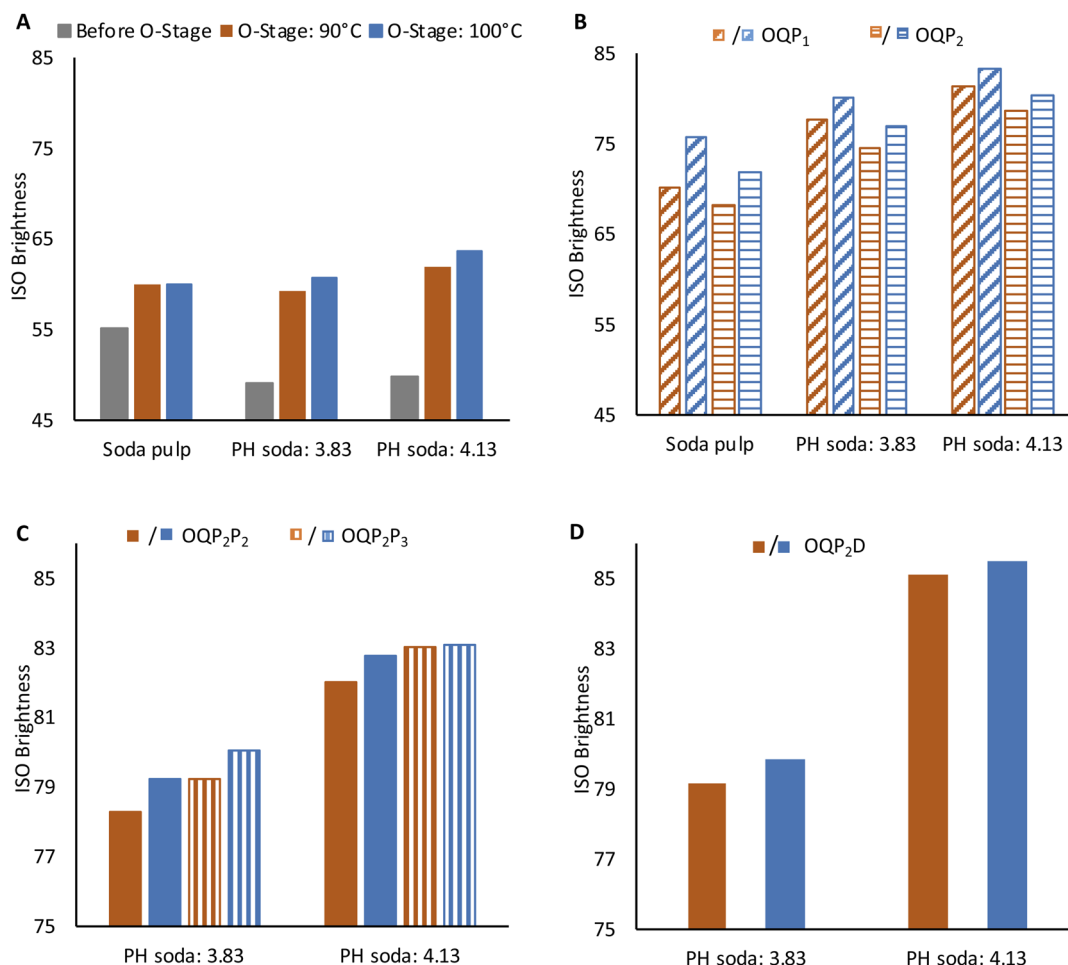 A
Before O-Stage O-Stage: 90°C O-Stage: 100°C
85
75
65
55
45
ISO Brightness
Soda pulp PH soda: 3.83 PH soda: 4.13
B
/ OQP₁ / OQP₂
85
75
65
55
45
ISO Brightness
Soda pulp PH soda: 3.83 PH soda: 4.13
C
/ OQP₂P₂ / OQP₂P₃
85
83
81
79
77
75
ISO Brightness
PH soda: 3.83 PH soda: 4.13
D
/ OQP₂D
85
83
81
79
77
75
ISO Brightness
PH soda: 3.83 PH soda: 4.13